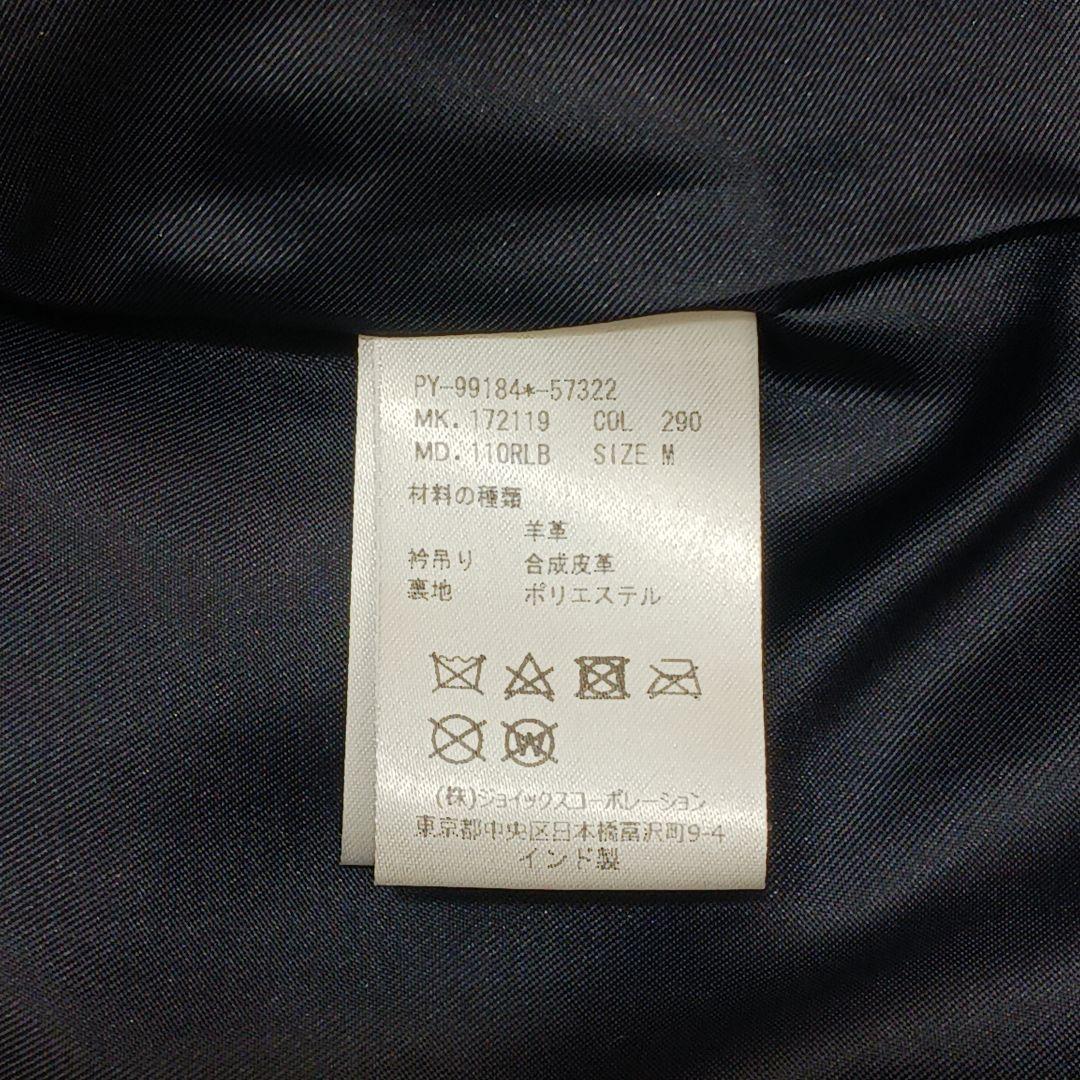 PY-99184*-57322
MK. 172119 COL 290
MD. 110RLB SIZE M
材料の種類
羊革
衿吊り 合成皮革
裏地 ポリエステル
W
(株)ジョイックスコーポレーション
東京都中央区日本橋富沢町9-4
インド製